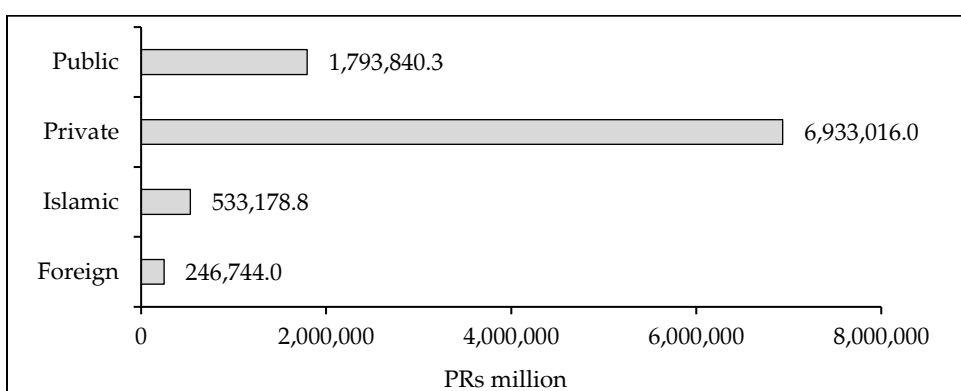 Public 1,793,840.3
Private 6,933,016.0
Islamic 533,178.8
Foreign 246,744.0
0 2,000,000 4,000,000 6,000,000 8,000,000
PRs million